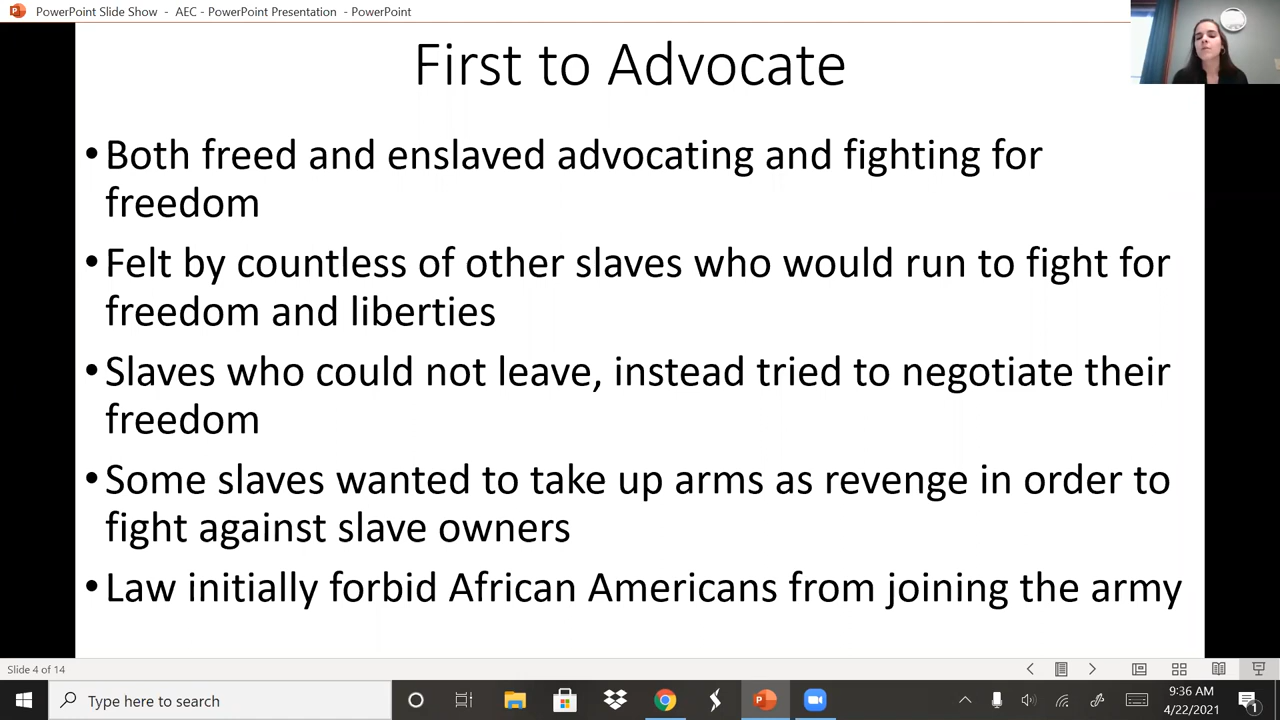 PowerPoint Slide Show - AEC - PowerPoint Presentation - PowerPoint
First to Advocate
•Both freed and enslaved advocating and fighting for
freedom
•Felt by countless of other slaves who would run to fight for
freedom and liberties
•Slaves who could not leave, instead tried to negotiate their
freedom
•Some slaves wanted to take up arms as revenge in order to
fight against slave owners
•Law initially forbid African Americans from joining the army
Slide 4 of 14
Type here to search
9:36 AM
4/22/2021
1